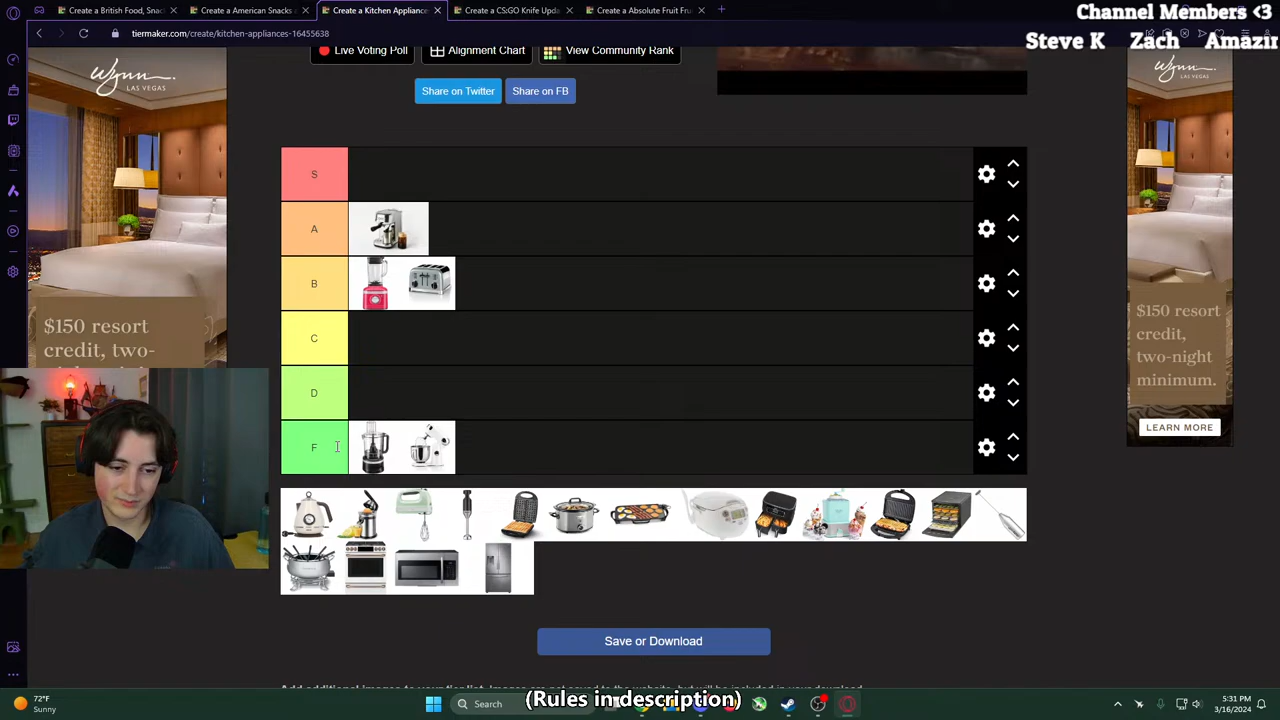 Create a British Food, Snac
Create a American Snacks
Create a Kitchen Appliance
Create a CS:GO Knife Upda
Create a Absolute Fruit Fru
Channel Members <3
Steve K Zach Amazir
tiermaker.com/create/kitchen-appliances-16455638
Live Voting Poll
Alignment Chart
View Community Rank
Share on Twitter
Share on FB
Wynn
LAS VEGAS
$150 resort
credit, two-
Wynn
LAS VEGAS
$150 resort
credit,
two-night
minimum.
LEARN MORE
S
A
B
C
D
F
Save or Download
(Rules in description)
72°F
Sunny
Search
5:31 PM
3/16/2024